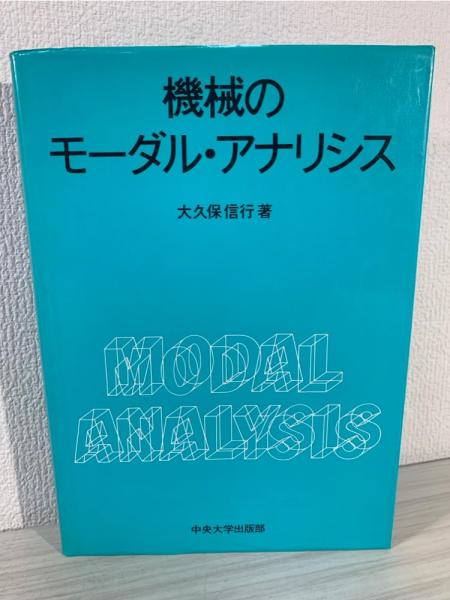 機械の
モーダル・アナリシス
大久保信行著
MODAL
ANALYSIS
中央大学出版部